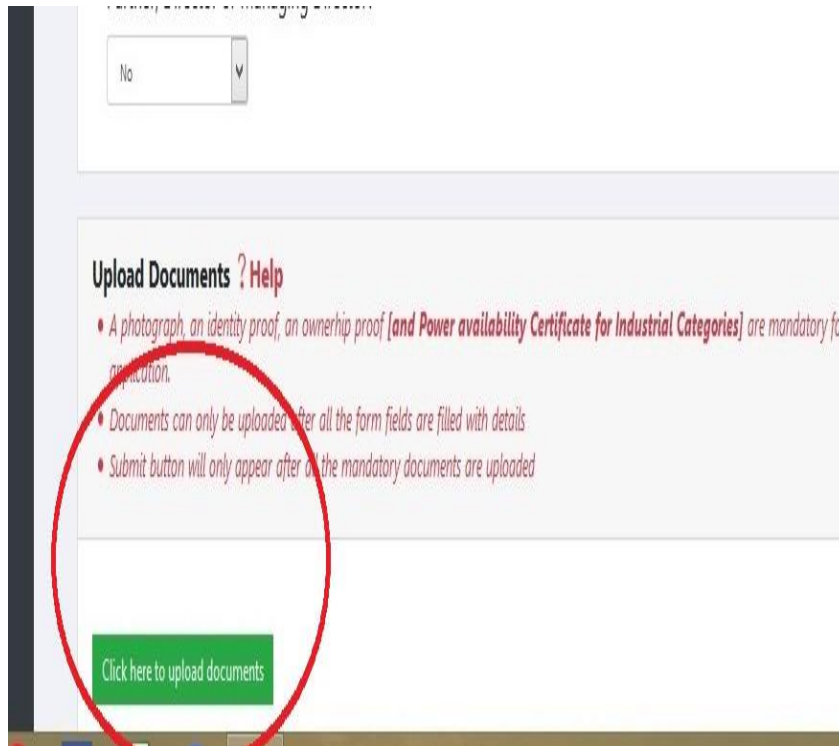 No
Upload Documents ? Help
• A photograph, an identity proof, an ownerhip proof [and Power availability Certificate for Industrial Categories] are mandatory fo
application.
• Documents can only be uploaded after all the form fields are filled with details
• Submit button will only appear after all the mandatory documents are uploaded
Click here to upload documents